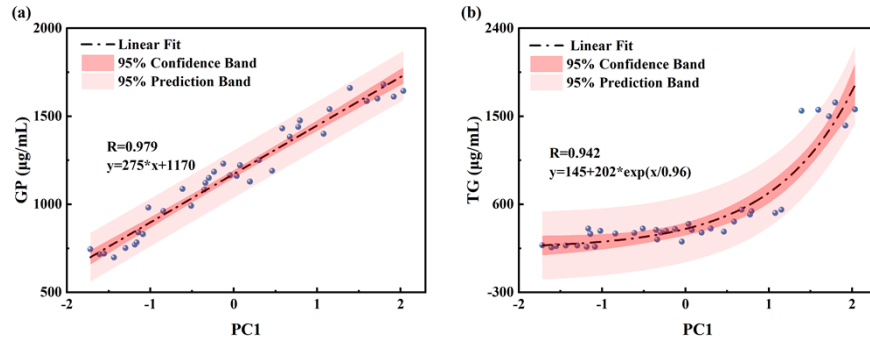 (a)
2000
1500
1000
500
GP (μg/mL)
Linear Fit
95% Confidence Band
95% Prediction Band
R=0.979
y=275*x+1170
-2
-1
0
1
2
PC1
(b)
2400
1500
600
-300
TG (μg/mL)
Linear Fit
95% Confidence Band
95% Prediction Band
R=0.942
y=145+202*exp(x/0.96)
-2
-1
0
1
2
PC1